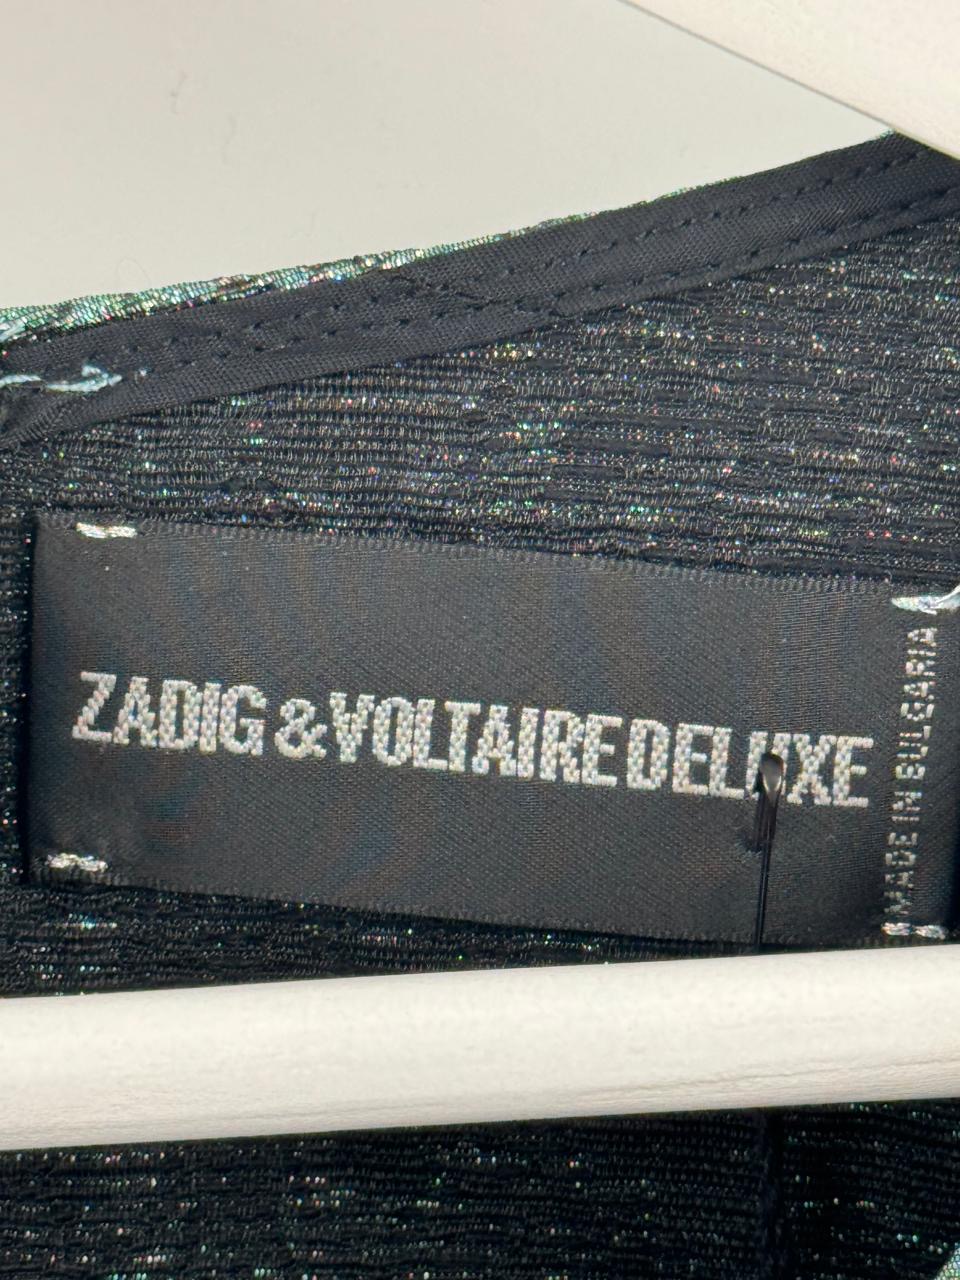 ZADIG & VOLTAIRE DELUXE
MADE IN BULGARIA